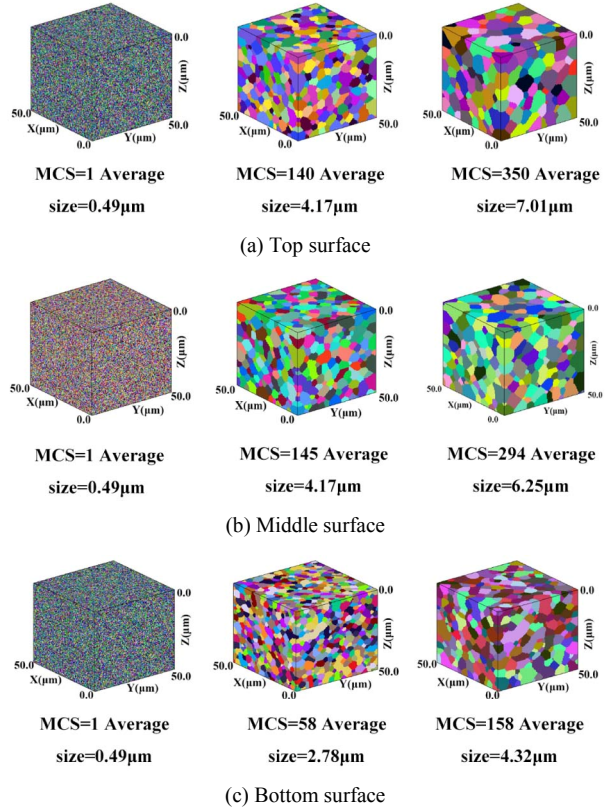 0.0
Z(μm)
50.0
X(μm)
0.0
Y(μm)
50.0
MCS=1 Average
size=0.49μm
0.0
Z(μm)
50.0
X(μm)
0.0
Y(μm)
50.0
MCS=140 Average
size=4.17μm
0.0
Z(μm)
50.0
X(μm)
0.0
Y(μm)
50.0
MCS=350 Average
size=7.01μm
(a) Top surface
0.0
Z(μm)
50.0
X(μm)
0.0
Y(μm)
50.0
MCS=1 Average
size=0.49μm
0.0
Z(μm)
50.0
X(μm)
0.0
Y(μm)
50.0
MCS=145 Average
size=4.17μm
0.0
Z(μm)
50.0
X(μm)
0.0
Y(μm)
50.0
MCS=294 Average
size=6.25μm
(b) Middle surface
0.0
Z(μm)
50.0
X(μm)
0.0
Y(μm)
50.0
MCS=1 Average
size=0.49μm
0.0
Z(μm)
50.0
X(μm)
0.0
Y(μm)
50.0
MCS=58 Average
size=2.78μm
0.0
Z(μm)
50.0
X(μm)
0.0
Y(μm)
50.0
MCS=158 Average
size=4.32μm
(c) Bottom surface